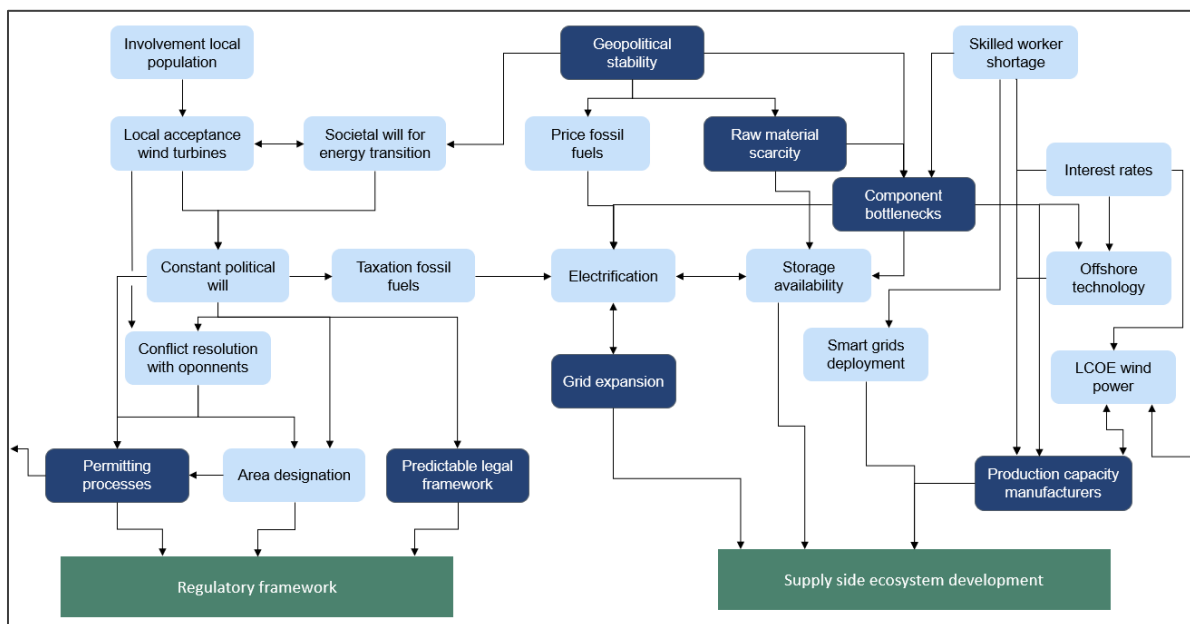 Involvement local
population
Geopolitical
stability
Skilled worker
shortage
Local acceptance
wind turbines
Societal will for
energy transition
Price fossil
fuels
Raw material
scarcity
Interest rates
Component
bottlenecks
Constant political
will
Taxation fossil
fuels
Electrification
Storage
availability
Offshore
technology
Conflict resolution
with oponnents
Smart grids
deployment
Grid expansion
LCOE wind
power
Permitting
processes
Area designation
Predictable legal
framework
Production capacity
manufacturers
Regulatory framework
Supply side ecosystem development